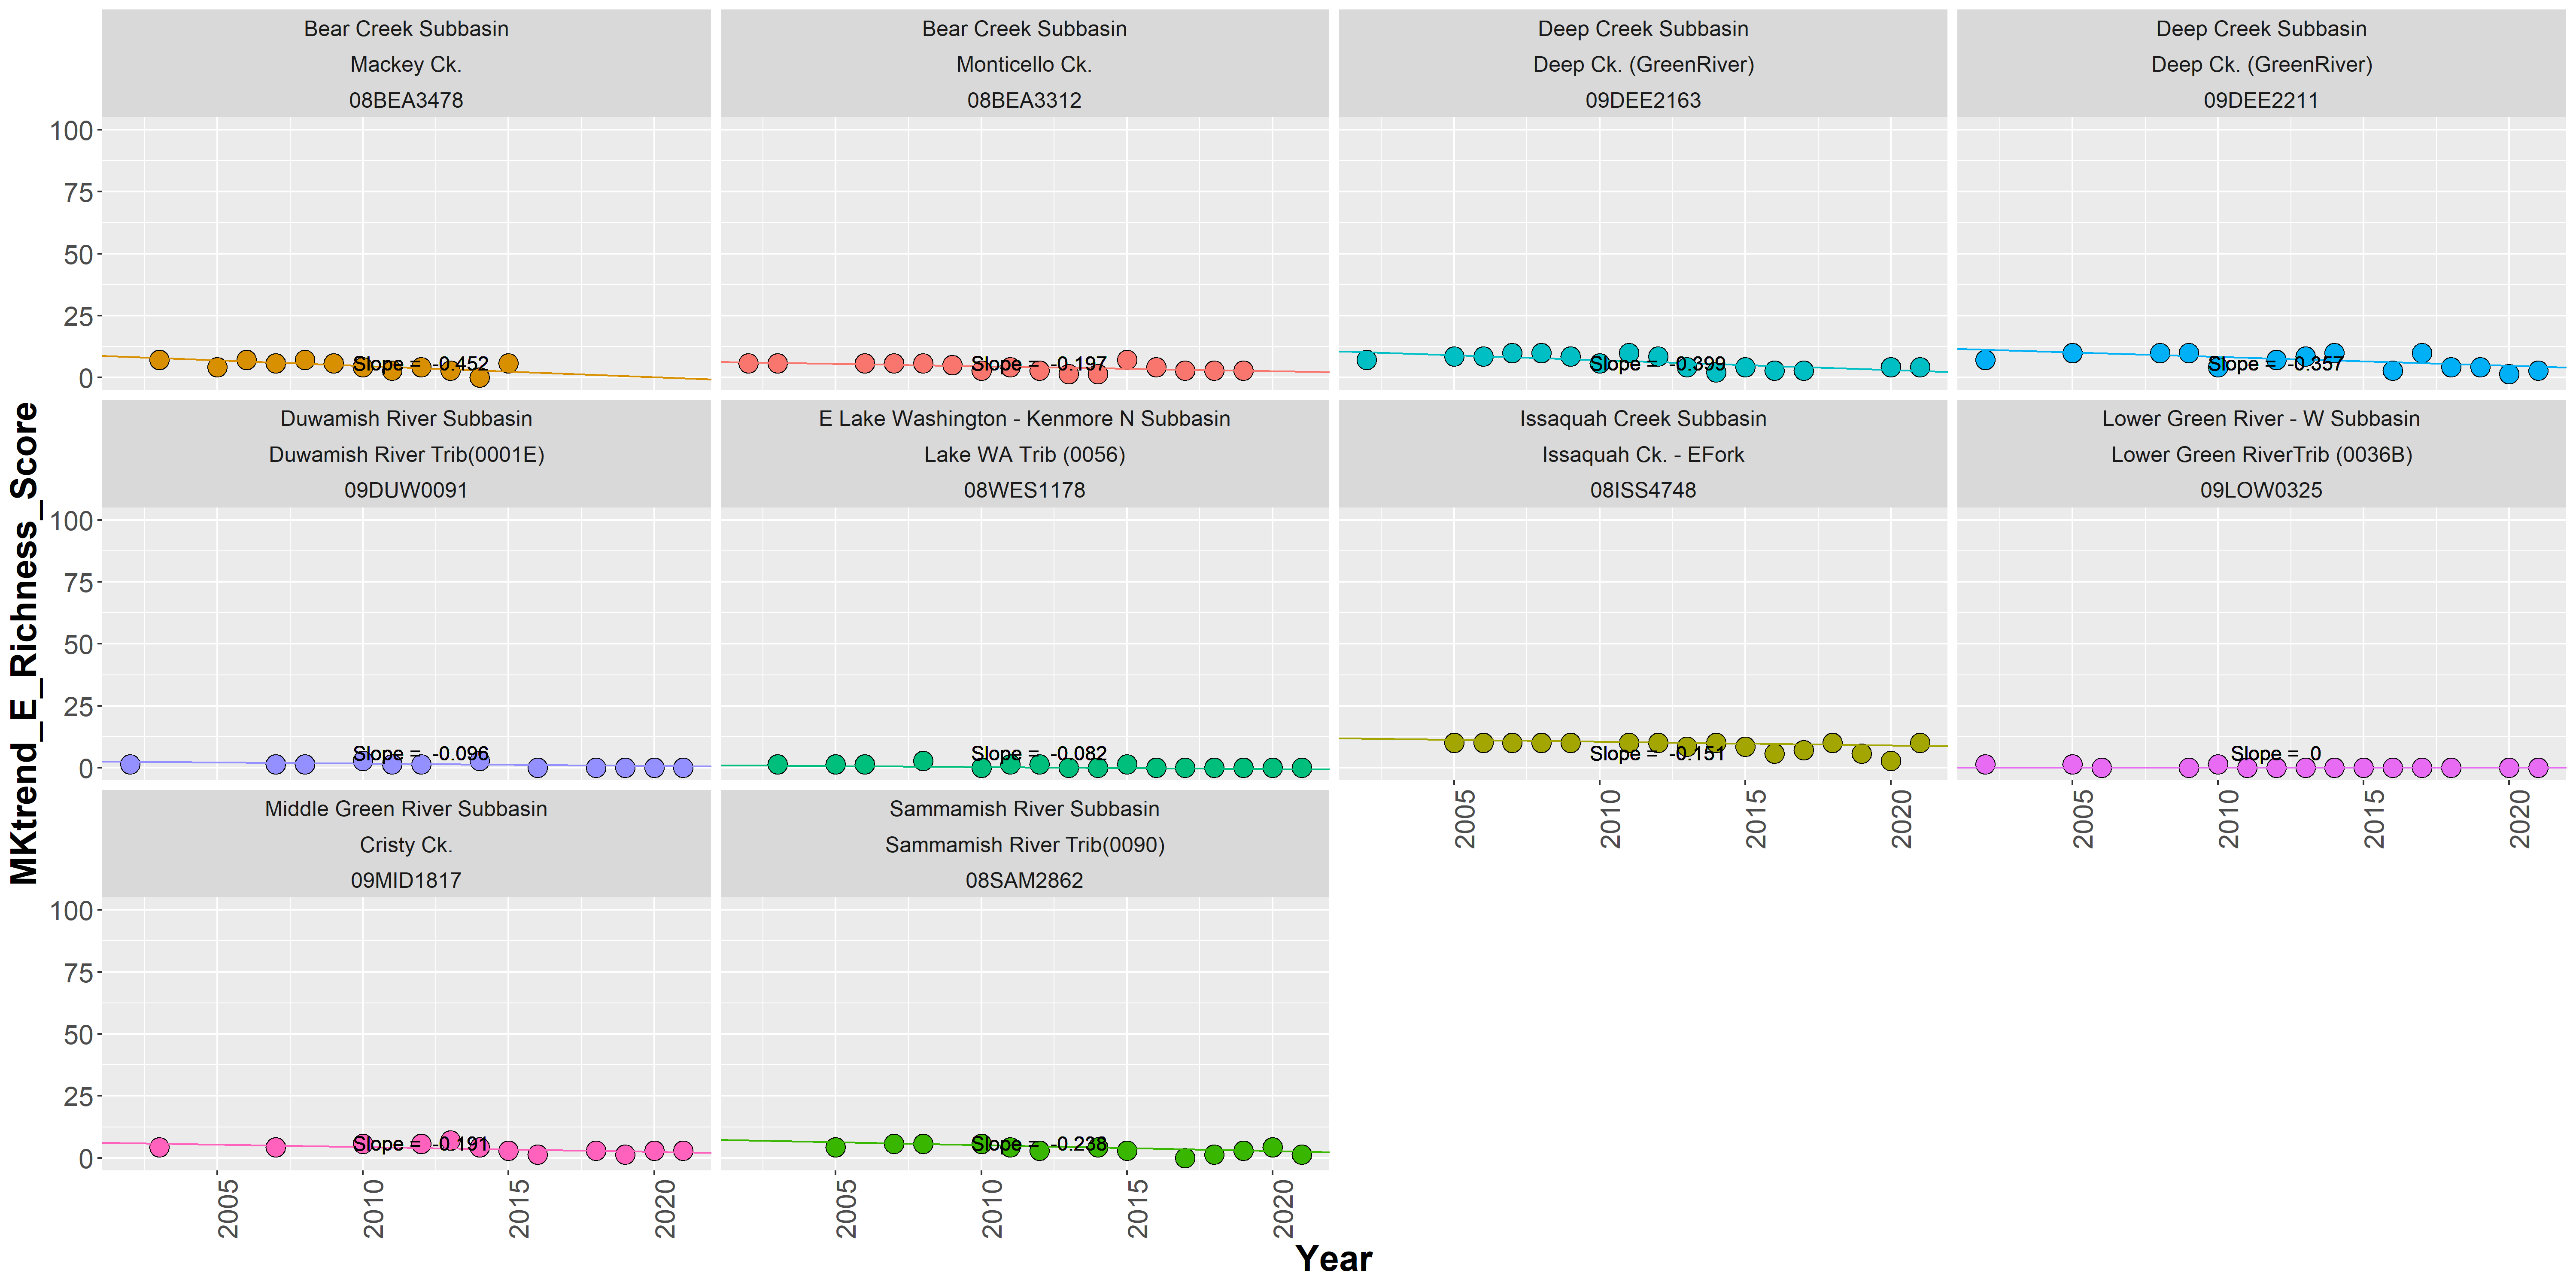 Bear Creek Subbasin
Mackey Ck.
08BEA3478
Bear Creek Subbasin
Monticello Ck.
08BEA3312
Deep Creek Subbasin
Deep Ck. (GreenRiver)
09DEE2163
Deep Creek Subbasin
Deep Ck. (GreenRiver)
09DEE2211
100
75
50
25
0
Slope = -0.452
Slope = -0.197
Slope = -0.399
Slope = -0.357
Duwamish River Subbasin
Duwamish River Trib(0001E)
09DUW0091
E Lake Washington - Kenmore N Subbasin
Lake WA Trib (0056)
08WES1178
Issaquah Creek Subbasin
Issaquah Ck. - EFork
08ISS4748
Lower Green River - W Subbasin
Lower Green RiverTrib (0036B)
09LOW0325
MKtrend_E_Richness_Score
100
75
50
25
0
Slope = -0.096
Slope = -0.082
Slope = -0.151
Slope = 0
2005
2010
2015
2020
2005
2010
2015
2020
Middle Green River Subbasin
Cristy Ck.
09MID1817
Sammamish River Subbasin
Sammamish River Trib(0090)
08SAM2862
100
75
50
25
0
Slope = -0.191
Slope = -0.238
2005
2010
2015
2020
2005
2010
2015
2020
Year